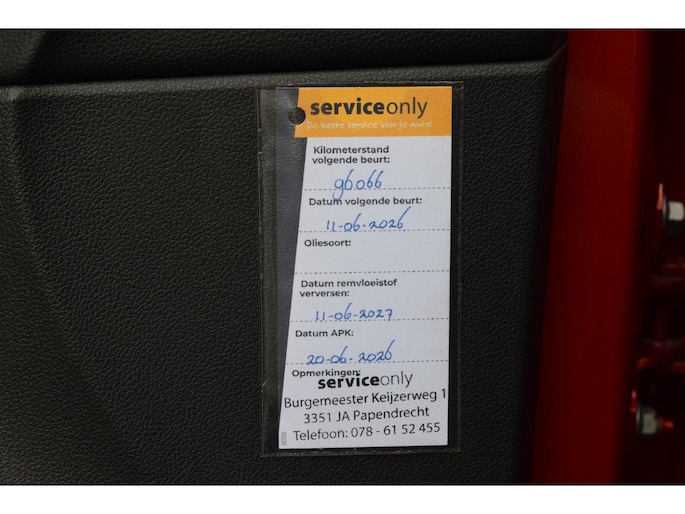 serviceonly
De beste service voor je auto!
Kilometerstand
volgende beurt:
96066
Datum volgende beurt:
11-06-2026
Oliesoort:
Datum remvloeistof
verversen:
11-06-2027
Datum APK:
20-06-2026
Opmerkingen:
serviceonly
Burgemeester Keijzerweg 1
3351 JA Papendrecht
Telefoon: 078 - 61 52 455